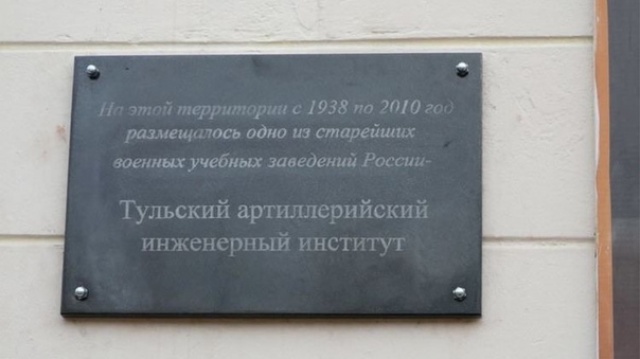 На этой территории с 1938 по 2010 год
размещалось одно из старейших
военных учебных заведений России-
Тульский артиллерийский
инженерный институт